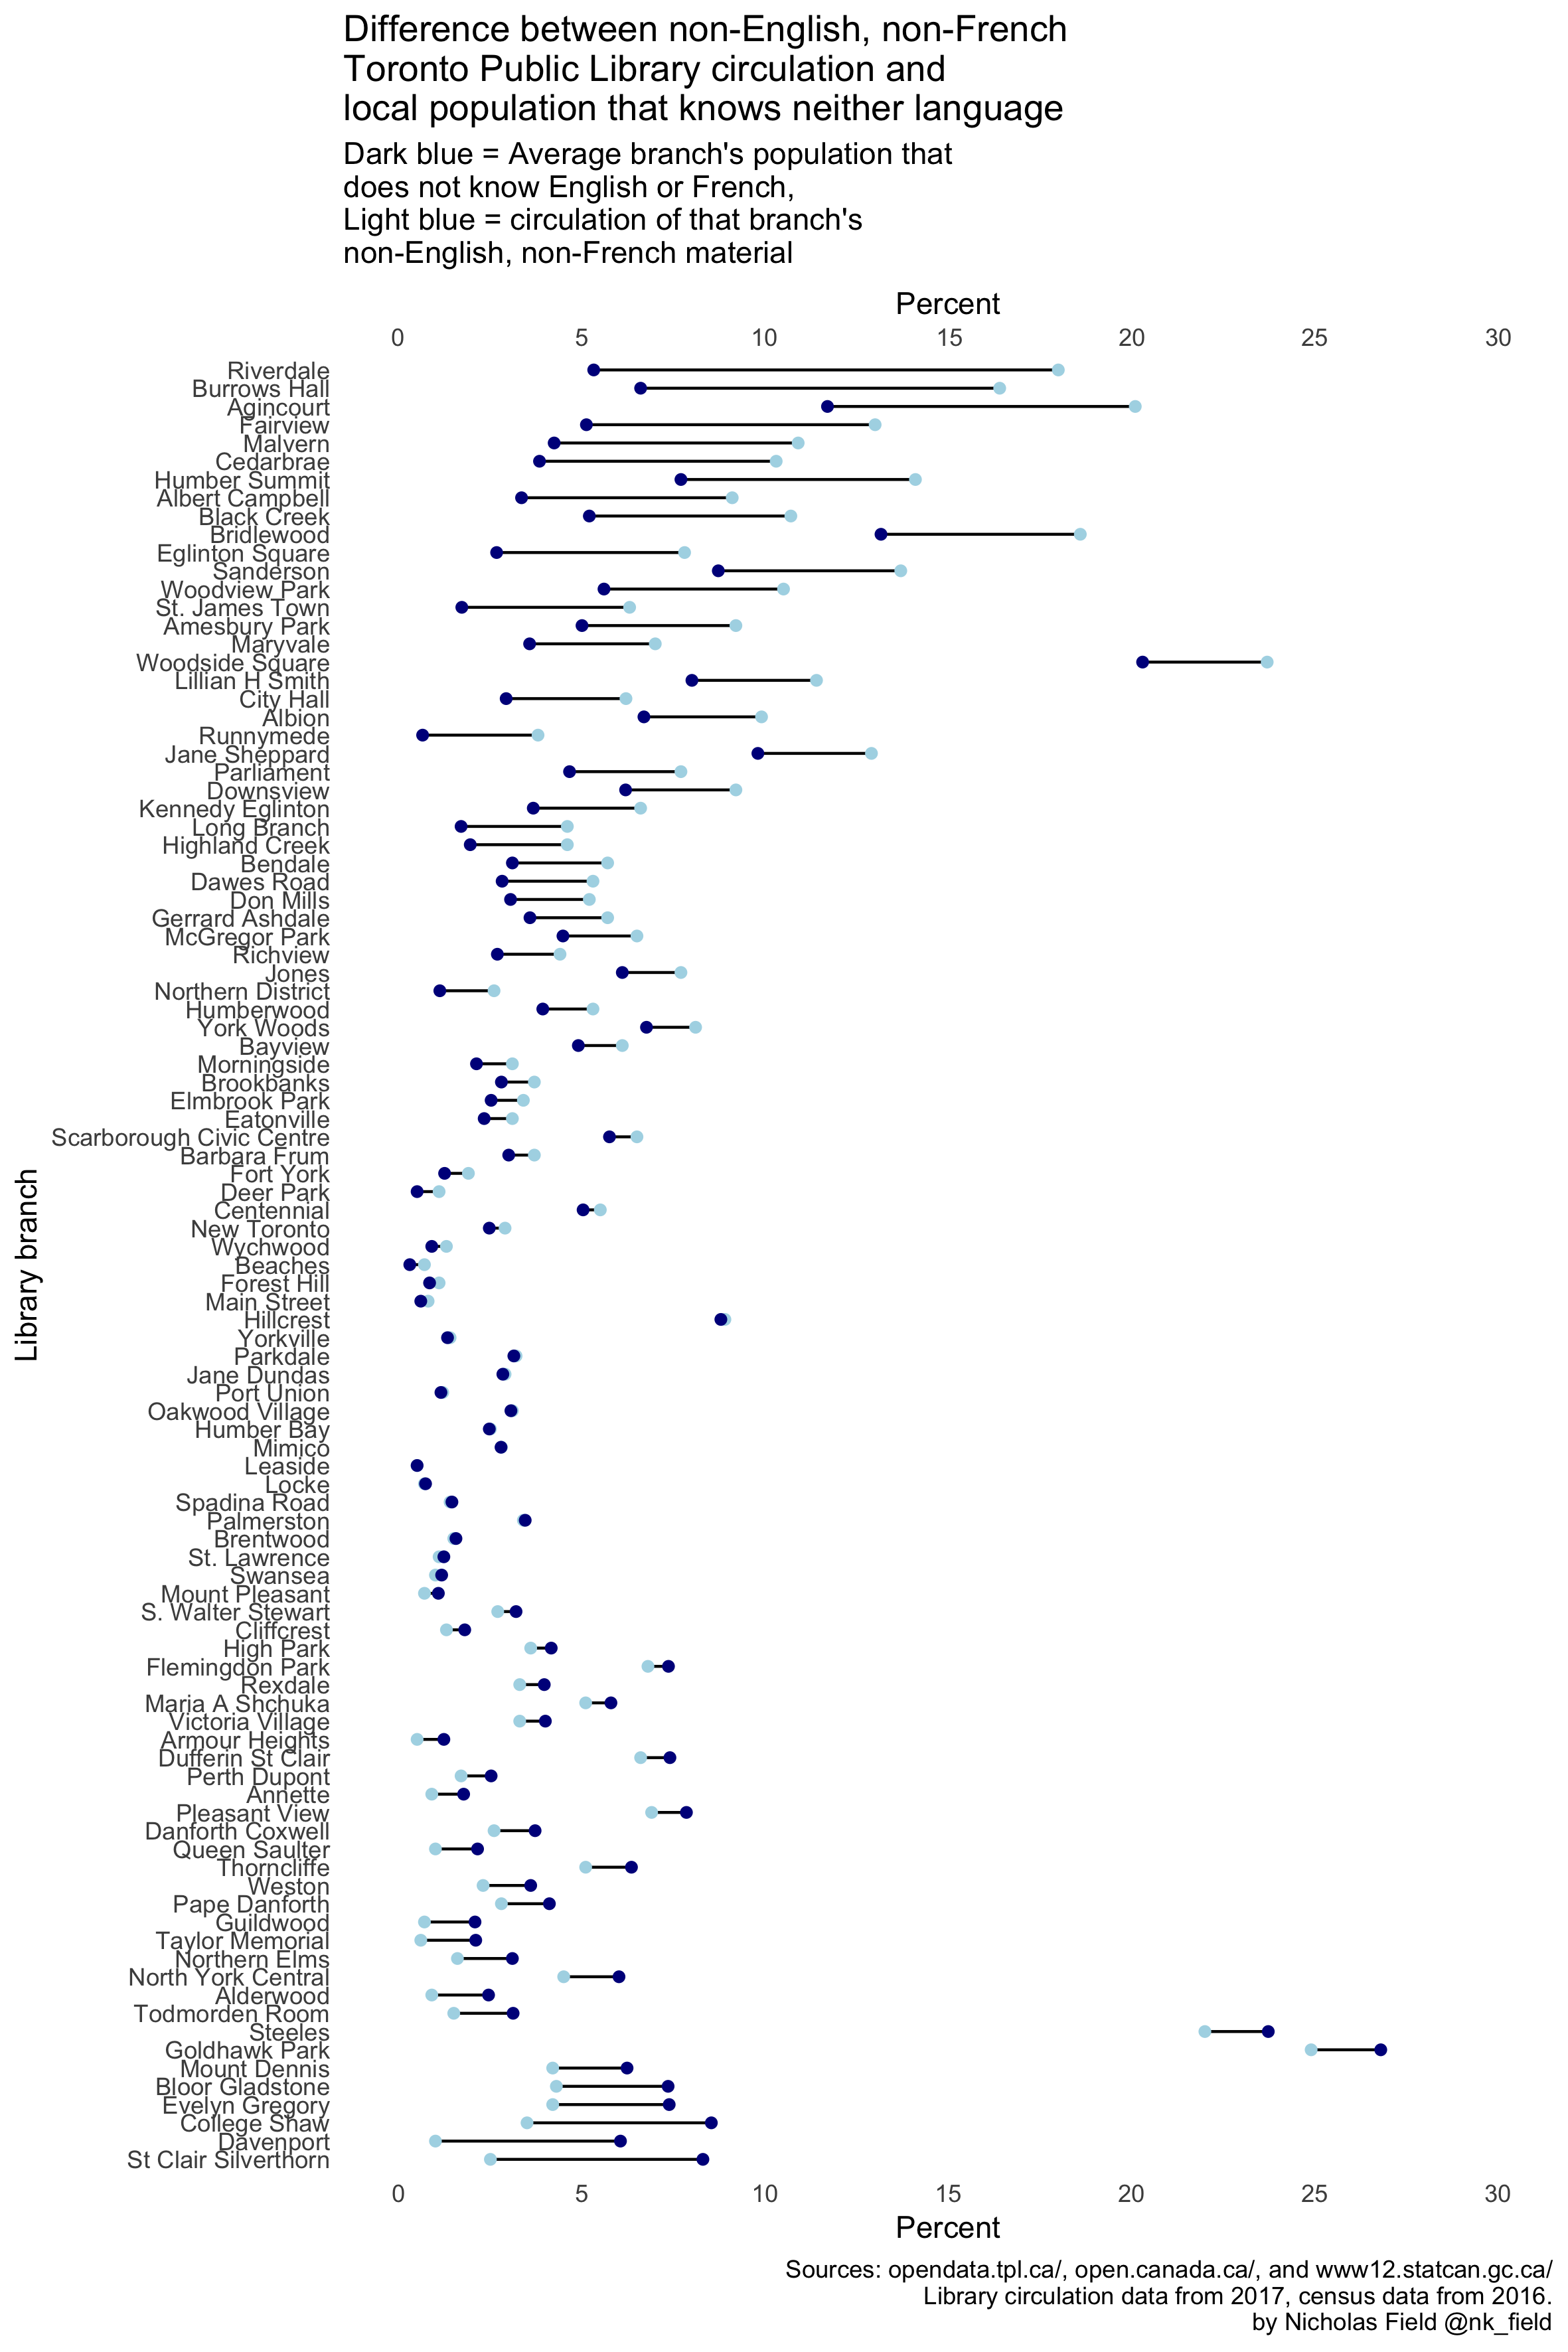 Difference between non-English, non-French
Toronto Public Library circulation and
local population that knows neither language
Dark blue = Average branch's population that
does not know English or French,
Light blue = circulation of that branch's
non-English, non-French material
Percent
0 5 10 15 20 25 30
Riverdale
Burrows Hall
Agincourt
Fairview
Malvern
Cedarbrae
Humber Summit
Albert Campbell
Black Creek
Bridlewood
Eglinton Square
Sanderson
Woodview Park
St. James Town
Amesbury Park
Maryvale
Woodside Square
Lillian H Smith
City Hall
Albion
Runnymede
Jane Sheppard
Parliament
Downsview
Kennedy Eglinton
Long Branch
Highland Creek
Bendale
Dawes Road
Don Mills
Gerrard Ashdale
McGregor Park
Richview
Jones
Northern District
Humberwood
York Woods
Bayview
Morningside
Brookbanks
Elmbrook Park
Eatonville
Scarborough Civic Centre
Barbara Frum
Fort York
Deer Park
Centennial
New Toronto
Wychwood
Beaches
Forest Hill
Main Street
Hillcrest
Yorkville
Parkdale
Jane Dundas
Port Union
Oakwood Village
Humber Bay
Mimico
Leaside
Locke
Spadina Road
Palmerston
Brentwood
St. Lawrence
Swansea
Mount Pleasant
S. Walter Stewart
Cliffcrest
High Park
Flemingdon Park
Rexdale
Maria A Shchuka
Victoria Village
Armour Heights
Dufferin St Clair
Perth Dupont
Annette
Pleasant View
Danforth Coxwell
Queen Saulter
Thorncliffe
Weston
Pape Danforth
Guildwood
Taylor Memorial
Northern Elms
North York Central
Alderwood
Todmorden Room
Steeles
Goldhawk Park
Mount Dennis
Bloor Gladstone
Evelyn Gregory
College Shaw
Davenport
St Clair Silverthorn
Library branch
0 5 10 15 20 25 30
Percent
Sources: opendata.tpl.ca/, open.canada.ca/, and www12.statcan.gc.ca/
Library circulation data from 2017, census data from 2016.
by Nicholas Field @nk_field